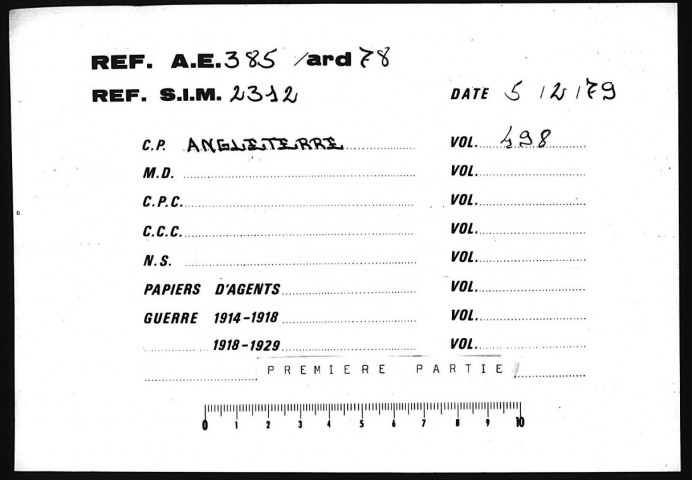 REF. A.E. 385 /ard 78
REF. S.I.M. 2312 DATE 5 /2 /79
C.P. ANGLETERRE VOL. 498
M.D. VOL.
C.P.C. VOL.
C.C.C. VOL.
N.S. VOL.
PAPIERS D'AGENTS VOL.
GUERRE 1914-1918 VOL.
1918-1929 VOL.
PREMIERE PARTIE
0 1 2 3 4 5 6 7 8 9 10